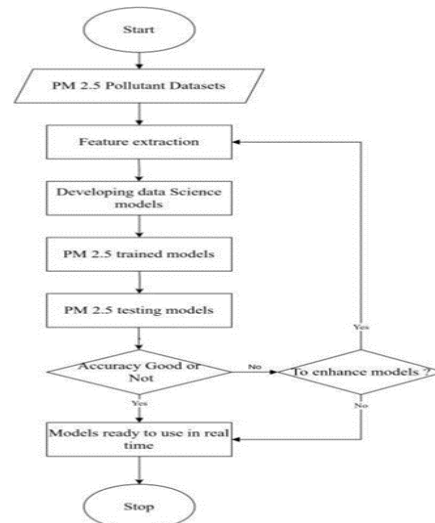 Start
PM 2.5 Pollutant Datasets
Feature extraction
Developing data Science
models
PM 2.5 trained models
PM 2.5 testing models
Accuracy Good or
Not
No
To enhance models ?
Yes
Yes
No
Models ready to use in real
time
Stop